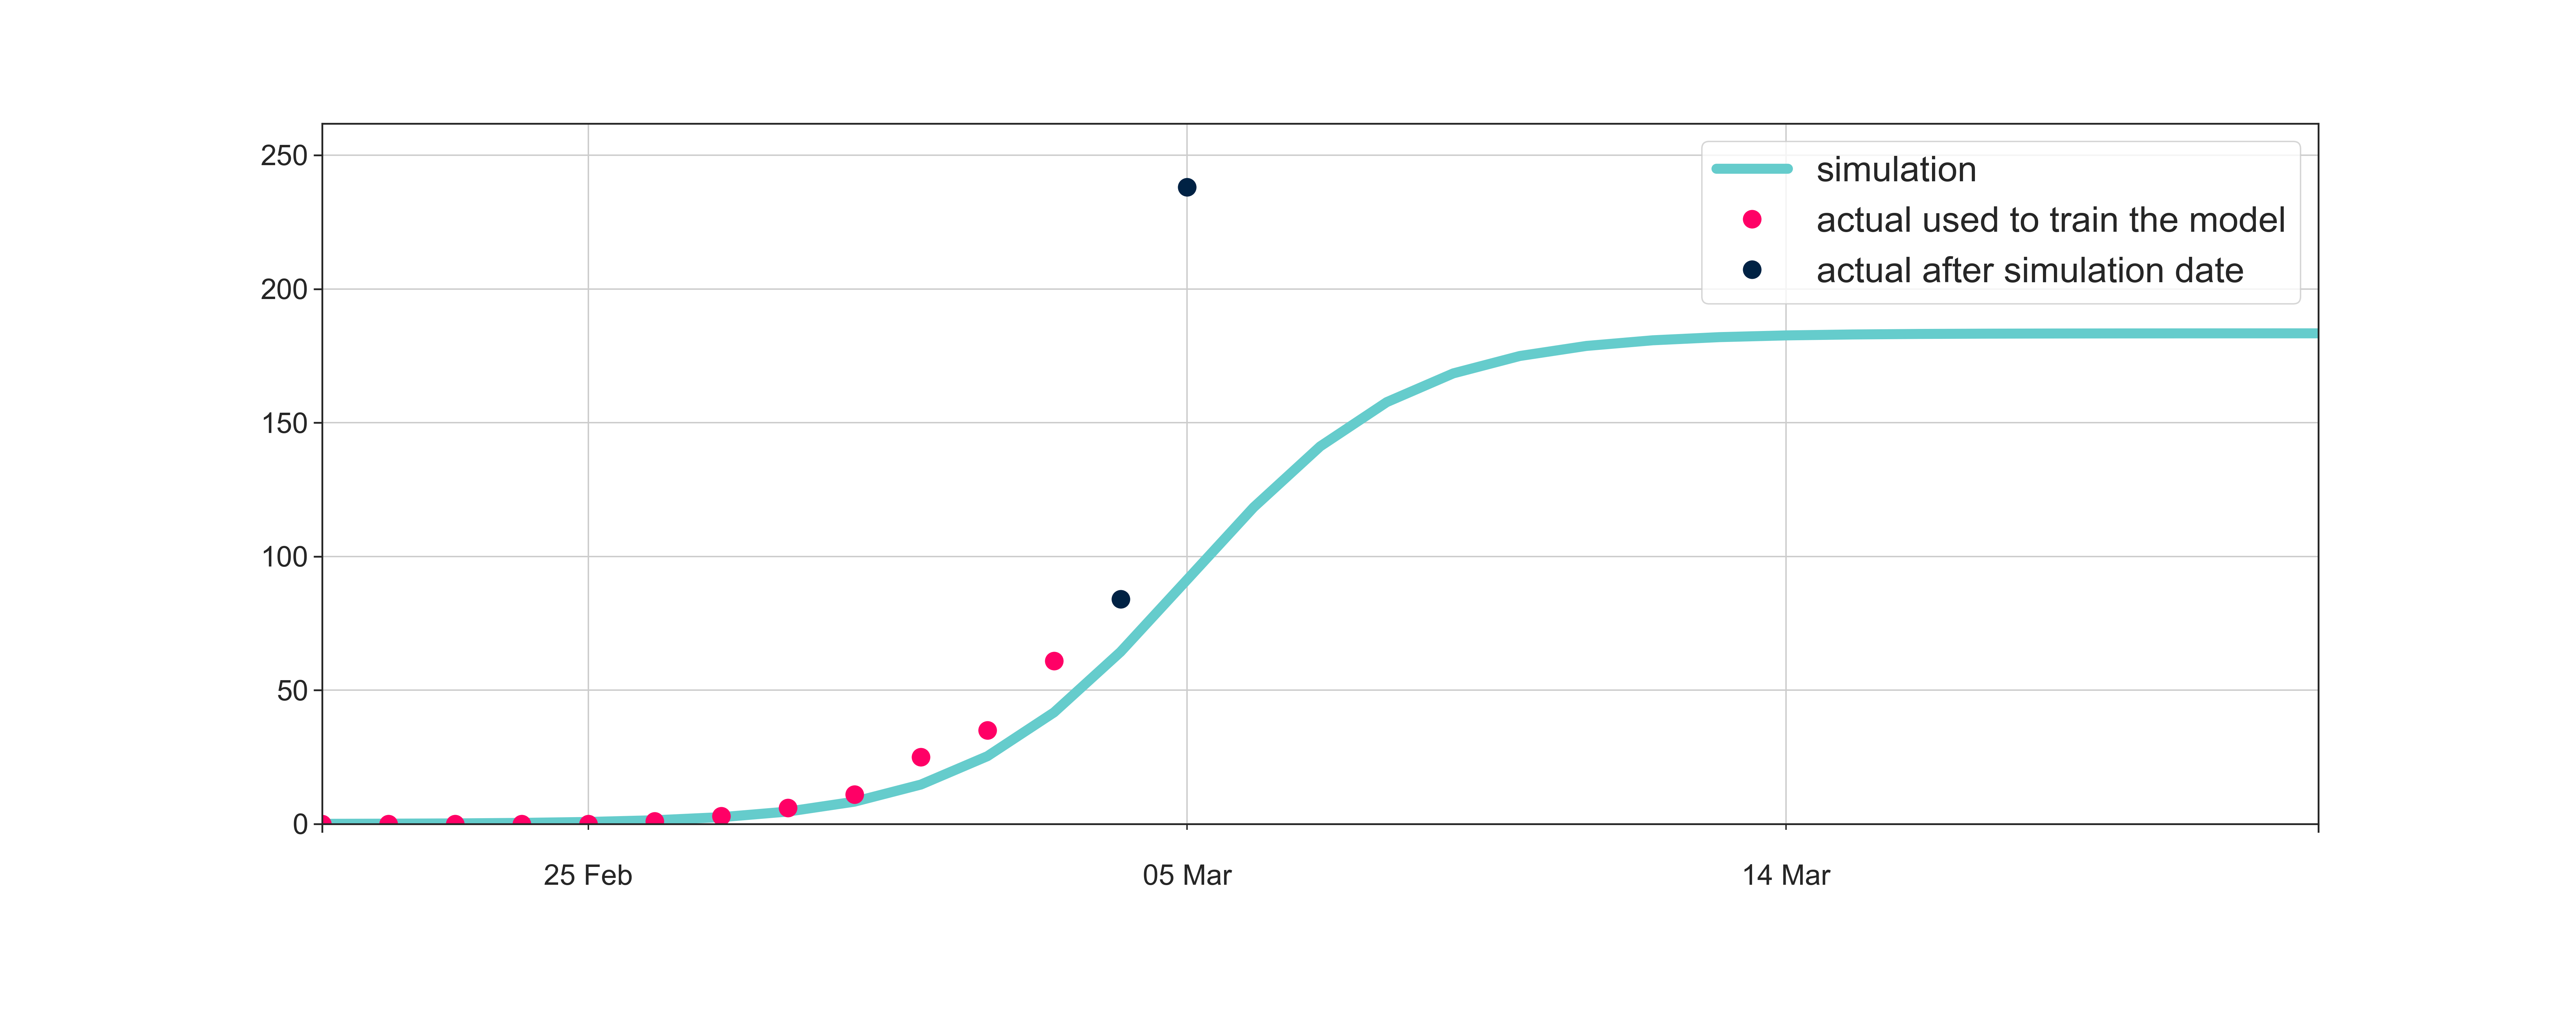 250
200
150
100
50
0
25 Feb
05 Mar
14 Mar
simulation
actual used to train the model
actual after simulation date